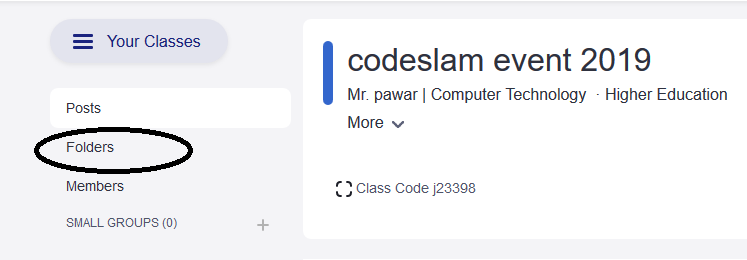 Your Classes
Posts
Folders
Members
SMALL GROUPS (0) +
codeslam event 2019
Mr. pawar | Computer Technology · Higher Education
More
Class Code j23398